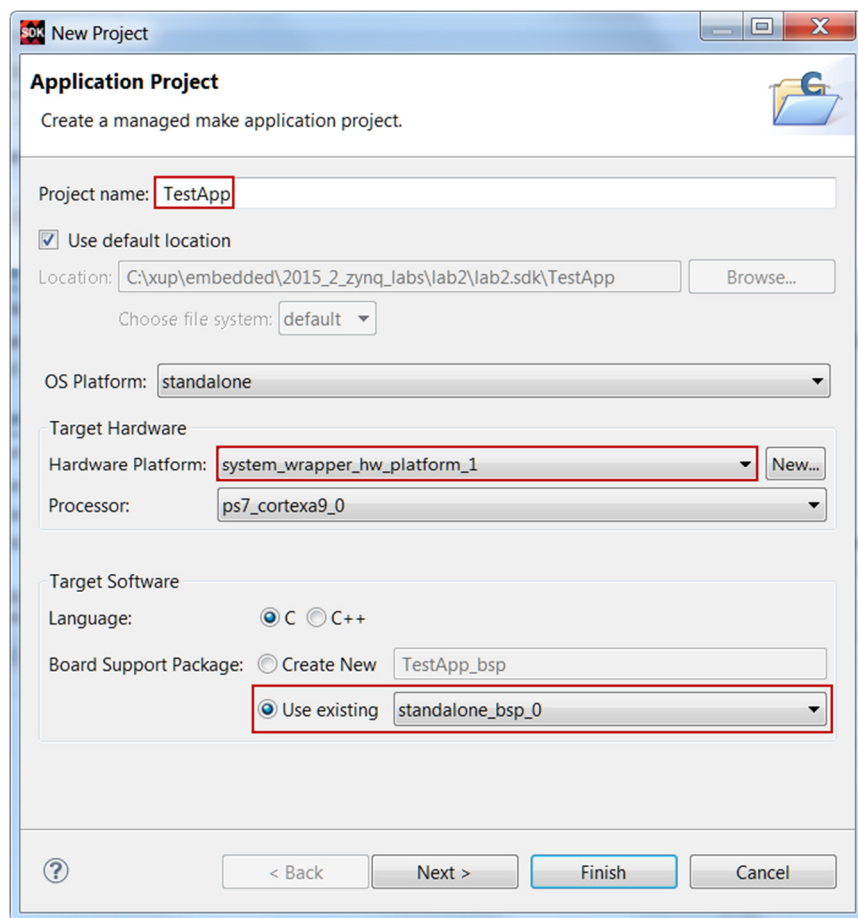 SDK New Project
Application Project
Create a managed make application project.
Project name: TestApp
Use default location
Location: C:\xup\embedded\2015_2_zynq_labs\lab2\lab2.sdk\TestApp Browse...
Choose file system: default
OS Platform: standalone
Target Hardware
Hardware Platform: system_wrapper_hw_platform_1 New...
Processor: ps7_cortexa9_0
Target Software
Language: C C++
Board Support Package: Create New TestApp_bsp
Use existing standalone_bsp_0
? < Back Next > Finish Cancel